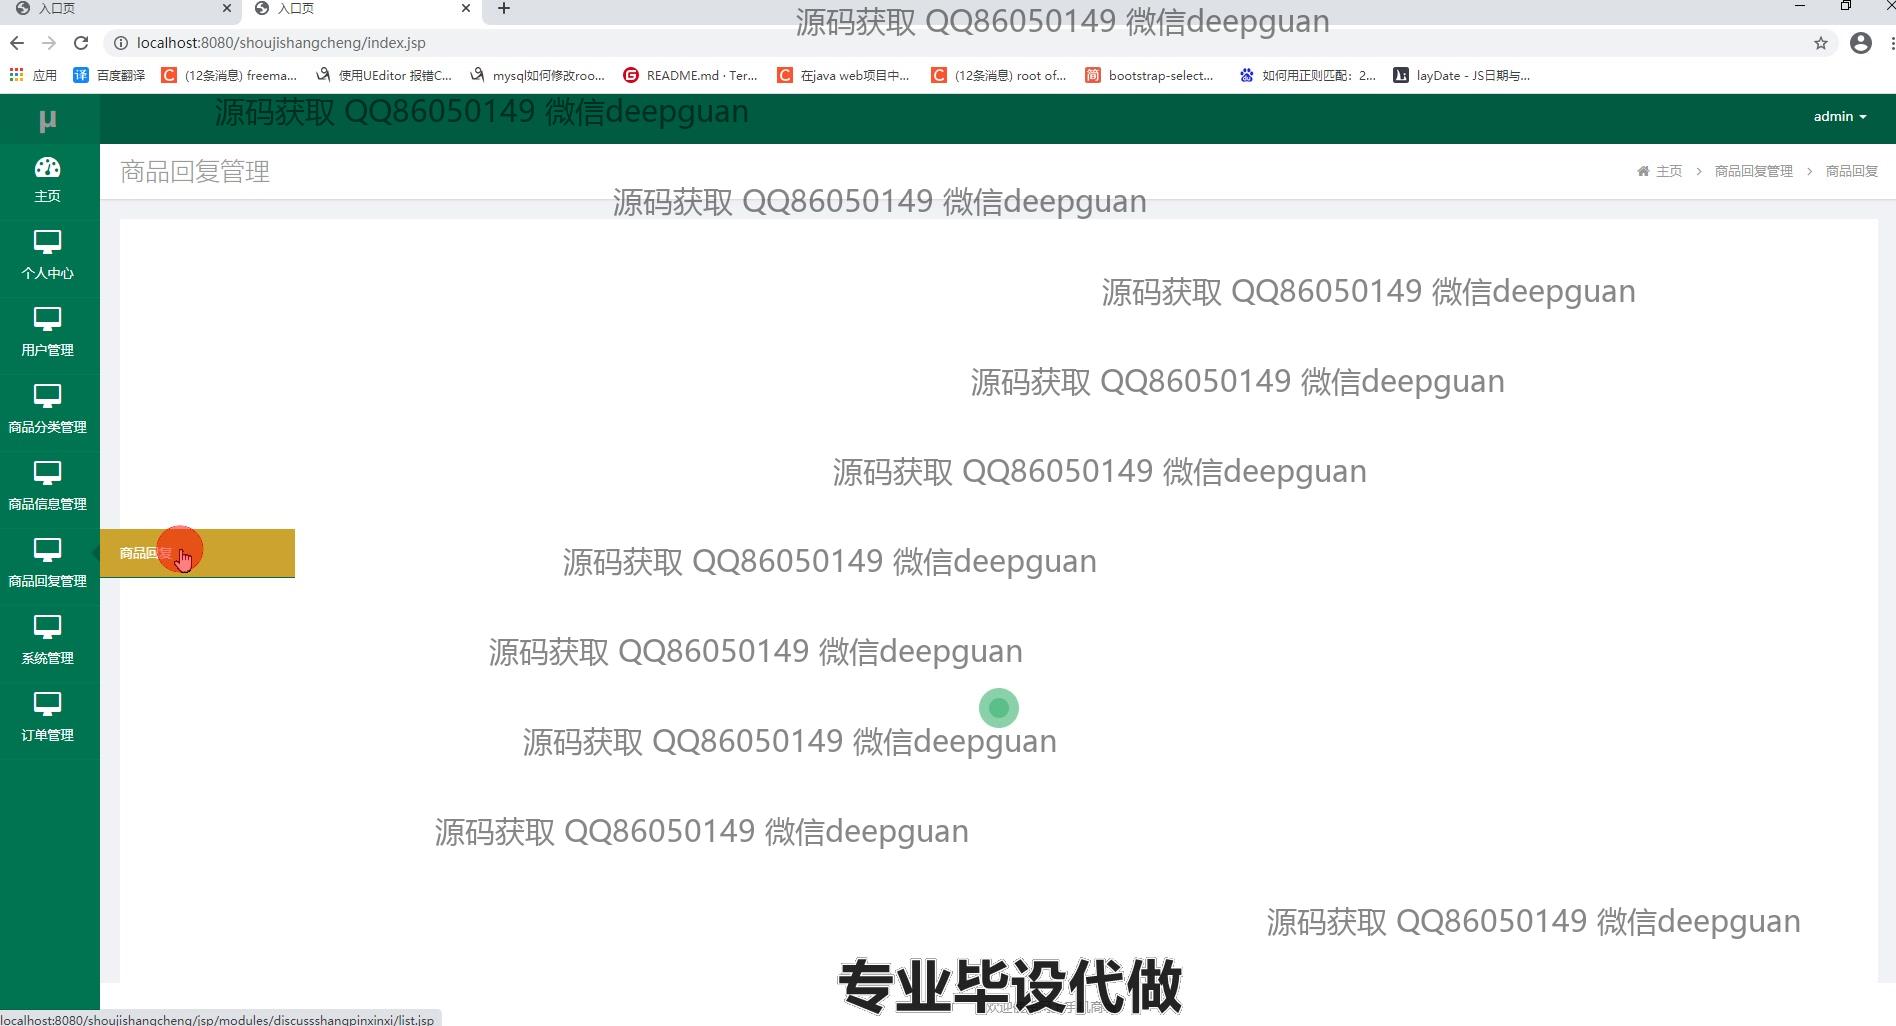 入口页
入口页
源码获取 QQ86050149 微信deepguan
localhost:8080/shoujishangcheng/index.jsp
应用
百度翻译
(12条消息) freema...
使用UEditor 报错C...
mysql如何修改roo...
README.md · Ter...
在java web项目中...
(12条消息) root of...
bootstrap-select...
如何用正则匹配：2...
layDate - JS日期与...
μ
源码获取 QQ86050149 微信deepguan
admin
商品回复管理
主页 > 商品回复管理 > 商品回复
源码获取 QQ86050149 微信deepguan
主页
个人中心
用户管理
商品分类管理
商品信息管理
商品回复管理
系统管理
订单管理
商品回复
源码获取 QQ86050149 微信deepguan
源码获取 QQ86050149 微信deepguan
源码获取 QQ86050149 微信deepguan
源码获取 QQ86050149 微信deepguan
源码获取 QQ86050149 微信deepguan
源码获取 QQ86050149 微信deepguan
源码获取 QQ86050149 微信deepguan
源码获取 QQ86050149 微信deepguan
专业毕设代做
localhost:8080/shoujishangcheng/jsp/modules/discussshangpinxinxi/list.jsp